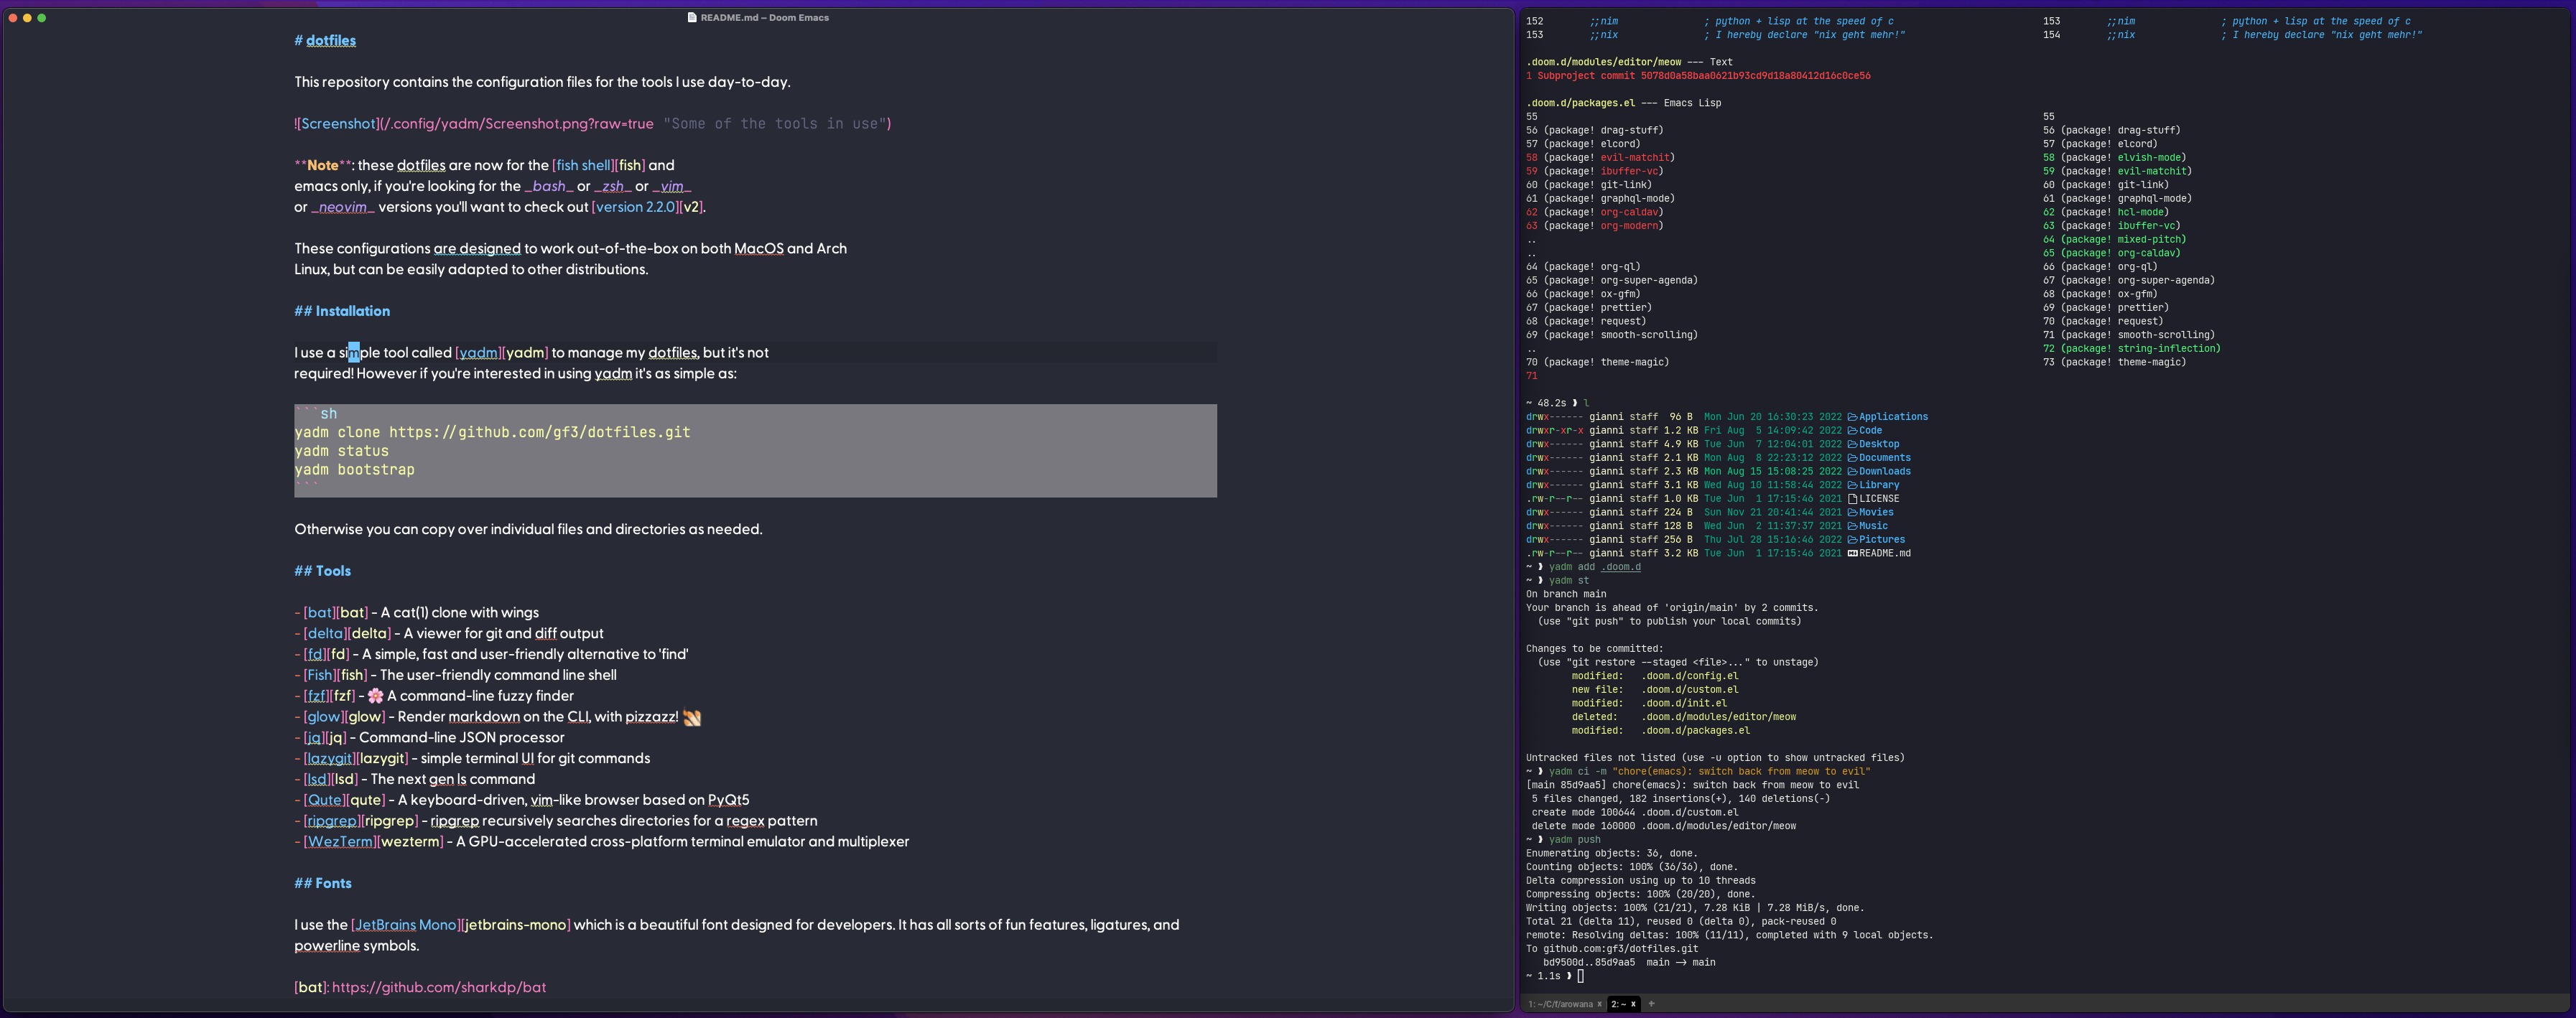 README.md – Doom Emacs
# dotfiles
This repository contains the configuration files for the tools I use day-to-day.
![Screenshot](/.config/yadm/Screenshot.png?raw=true "Some of the tools in use")
**Note**: these dotfiles are now for the [fish shell][fish] and
emacs only, if you're looking for the _bash_ or _zsh_ or _vim_
or _neovim_ versions you'll want to check out [version 2.2.0][v2].
These configurations are designed to work out-of-the-box on both MacOS and Arch
Linux, but can be easily adapted to other distributions.
## Installation
I use a simple tool called [yadm][yadm] to manage my dotfiles, but it's not
required! However if you're interested in using yadm it's as simple as:
```sh
yadm clone https://github.com/gf3/dotfiles.git
yadm status
yadm bootstrap
```
Otherwise you can copy over individual files and directories as needed.
## Tools
- [bat][bat] - A cat(1) clone with wings
- [delta][delta] - A viewer for git and diff output
- [fd][fd] - A simple, fast and user-friendly alternative to 'find'
- [Fish][fish] - The user-friendly command line shell
- [fzf][fzf] - 🌸 A command-line fuzzy finder
- [glow][glow] - Render markdown on the CLI, with pizzazz! 💅
- [jq][jq] - Command-line JSON processor
- [lazygit][lazygit] - simple terminal UI for git commands
- [lsd][lsd] - The next gen ls command
- [Qute][qute] - A keyboard-driven, vim-like browser based on PyQt5
- [ripgrep][ripgrep] - ripgrep recursively searches directories for a regex pattern
- [WezTerm][wezterm] - A GPU-accelerated cross-platform terminal emulator and multiplexer
## Fonts
I use the [JetBrains Mono][jetbrains-mono] which is a beautiful font designed for developers. It has all sorts of fun features, ligatures, and
powerline symbols.
[bat]: https://github.com/sharkdp/bat
152 ;;nim ; python + lisp at the speed of c 153 ;;nim ; python + lisp at the speed of c
153 ;;nix ; I hereby declare "nix geht mehr!" 154 ;;nix ; I hereby declare "nix geht mehr!"
.doom.d/modules/editor/meow --- Text
1 Subproject commit 5078d0a58baa0621b93cd9d18a80412d16c0ce56
.doom.d/packages.el --- Emacs Lisp
55 55
56 (package! drag-stuff) 56 (package! drag-stuff)
57 (package! elcord) 57 (package! elcord)
58 (package! evil-matchit) 58 (package! elvish-mode)
59 (package! ibuffer-vc) 59 (package! evil-matchit)
60 (package! git-link) 60 (package! git-link)
61 (package! graphql-mode) 61 (package! graphql-mode)
62 (package! org-caldav) 62 (package! hcl-mode)
63 (package! org-modern) 63 (package! ibuffer-vc)
.. 64 (package! mixed-pitch)
.. 65 (package! org-caldav)
64 (package! org-ql) 66 (package! org-ql)
65 (package! org-super-agenda) 67 (package! org-super-agenda)
66 (package! ox-gfm) 68 (package! ox-gfm)
67 (package! prettier) 69 (package! prettier)
68 (package! request) 70 (package! request)
69 (package! smooth-scrolling) 71 (package! smooth-scrolling)
.. 72 (package! string-inflection)
70 (package! theme-magic) 73 (package! theme-magic)
71
~ 48.2s ❱ l
drwx------ gianni staff 96 B Mon Jun 20 16:30:23 2022 Applications
drwxr-xr-x gianni staff 1.2 KB Fri Aug 5 14:09:42 2022 Code
drwx------ gianni staff 4.9 KB Tue Jun 7 12:04:01 2022 Desktop
drwx------ gianni staff 2.1 KB Mon Aug 8 22:23:12 2022 Documents
drwx------ gianni staff 2.3 KB Mon Aug 15 15:08:25 2022 Downloads
drwx------ gianni staff 3.1 KB Wed Aug 10 11:58:44 2022 Library
.rw-r--r-- gianni staff 1.0 KB Tue Jun 1 17:15:46 2021 LICENSE
drwx------ gianni staff 224 B Sun Nov 21 20:41:44 2021 Movies
drwx------ gianni staff 128 B Wed Jun 2 11:37:37 2021 Music
drwx------ gianni staff 256 B Thu Jul 28 15:16:46 2022 Pictures
.rw-r--r-- gianni staff 3.2 KB Tue Jun 1 17:15:46 2021 README.md
~ ❱ yadm add .doom.d
~ ❱ yadm st
On branch main
Your branch is ahead of 'origin/main' by 2 commits.
(use "git push" to publish your local commits)
Changes to be committed:
(use "git restore --staged <file>..." to unstage)
modified: .doom.d/config.el
new file: .doom.d/custom.el
modified: .doom.d/init.el
deleted: .doom.d/modules/editor/meow
modified: .doom.d/packages.el
Untracked files not listed (use -u option to show untracked files)
~ ❱ yadm ci -m "chore(emacs): switch back from meow to evil"
[main 85d9aa5] chore(emacs): switch back from meow to evil
5 files changed, 182 insertions(+), 140 deletions(-)
create mode 100644 .doom.d/custom.el
delete mode 160000 .doom.d/modules/editor/meow
~ ❱ yadm push
Enumerating objects: 36, done.
Counting objects: 100% (36/36), done.
Delta compression using up to 10 threads
Compressing objects: 100% (20/20), done.
Writing objects: 100% (21/21), 7.28 KiB | 7.28 MiB/s, done.
Total 21 (delta 11), reused 0 (delta 0), pack-reused 0
remote: Resolving deltas: 100% (11/11), completed with 9 local objects.
To github.com:gf3/dotfiles.git
bd9500d..85d9aa5 main -> main
~ 1.1s ❱
1: ~/C/f/arowana x 2: ~ x +